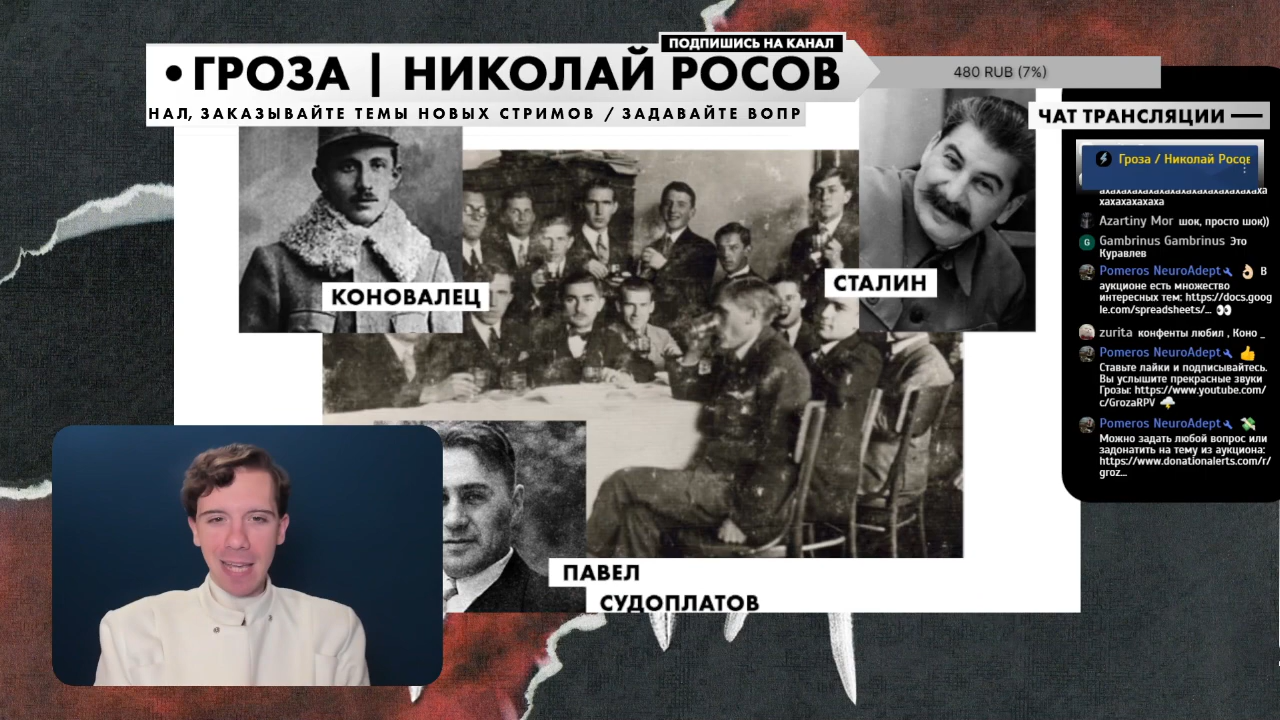 ПОДПИШИСЬ НА КАНАЛ
• ГРОЗА | НИКОЛАЙ РОСОВ
480 RUB (7%)
НАЛ, ЗАКАЗЫВАЙТЕ ТЕМЫ НОВЫХ СТРИМОВ / ЗАДАВАЙТЕ ВОПР
ЧАТ ТРАНСЛЯЦИИ
Гроза / Николай Росов
ахахахахахахахахахахахахаха
хахахахахаха
Azartiny Mor шок, просто шок))
G Gambrinus Gambrinus Это
Куравлев
Pomeros NeuroAdept 👌🏻 В
аукционе есть множество
интересных тем: https://docs.goog
le.com/spreadsheets/... 👀
zurita конфенты любил , Коно _
Pomeros NeuroAdept 👍
Ставьте лайки и подписывайтесь.
Вы услышите прекрасные звуки
Грозы: https://www.youtube.com/
c/GrozaRPV 🌩️
Pomeros NeuroAdept 💸
Можно задать любой вопрос или
задонатить на тему из аукциона:
https://www.donationalerts.com/r/
groz...
КОНОВАЛЕЦ
СТАЛИН
ПАВЕЛ
СУДОПЛАТОВ